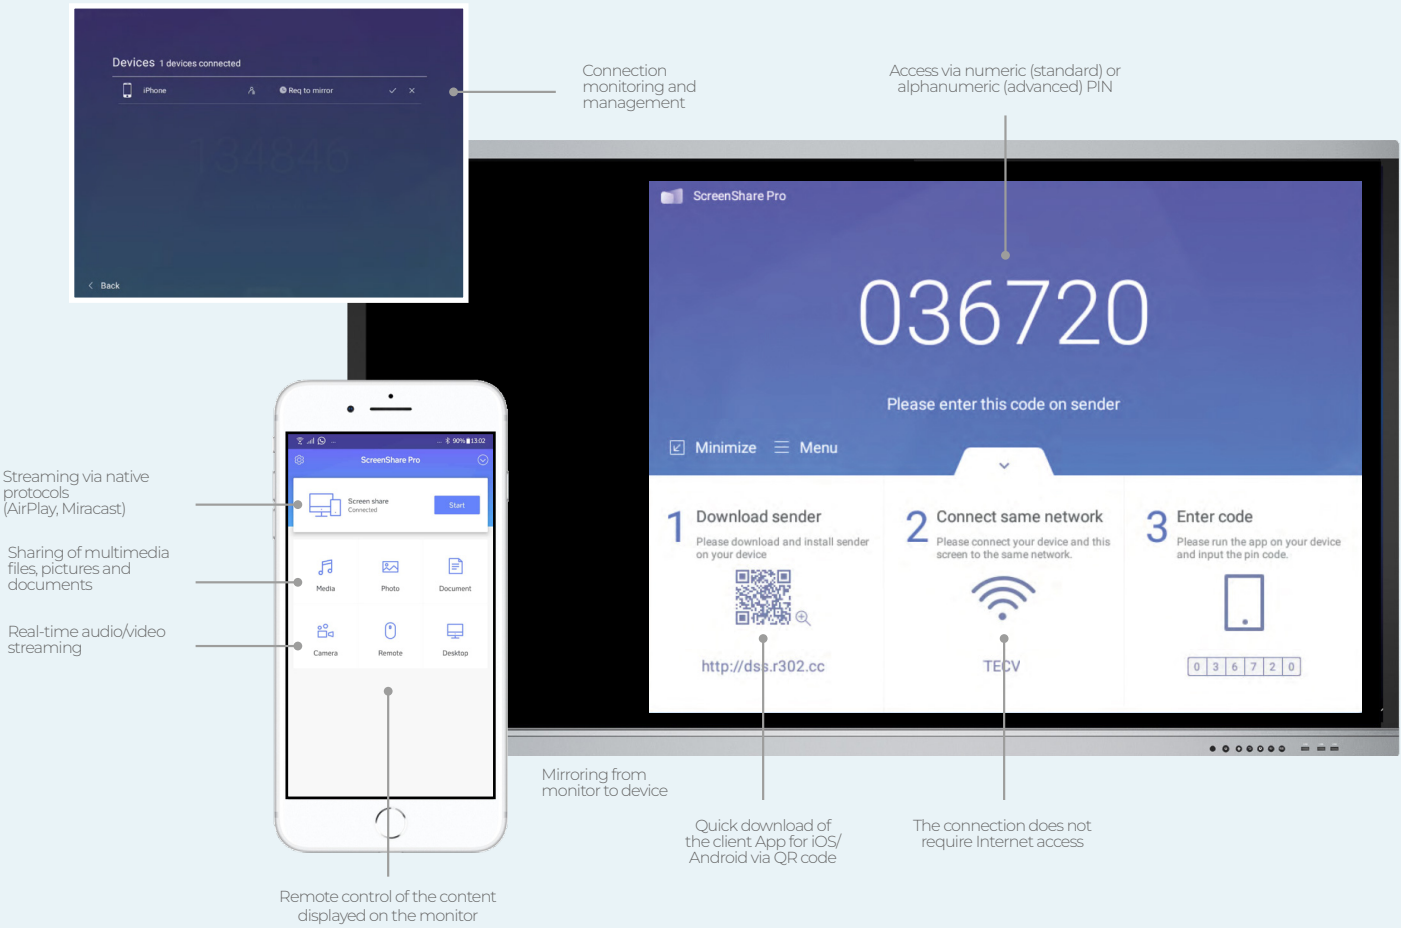 Devices 1 devices connected
iPhone
Req to mirror
134846
Back
Connection
monitoring and
management
Access via numeric (standard) or
alphanumeric (advanced) PIN
ScreenShare Pro
036720
Please enter this code on sender
Minimize
Menu
1 Download sender
Please download and install sender
on your device
http://dss.r302.cc
2 Connect same network
Please connect your device and this
screen to the same network.
TECV
3 Enter code
Please run the app on your device
and input the pin code.
0 3 6 7 2 0
Streaming via native
protocols
(AirPlay, Miracast)
Sharing of multimedia
files, pictures and
documents
Real-time audio/video
streaming
... ... 90% 13:02
ScreenShare Pro
Screen share
Connected
Start
Media
Photo
Document
Camera
Remote
Desktop
Mirroring from
monitor to device
Quick download of
the client App for iOS/
Android via QR code
The connection does not
require Internet access
Remote control of the content
displayed on the monitor